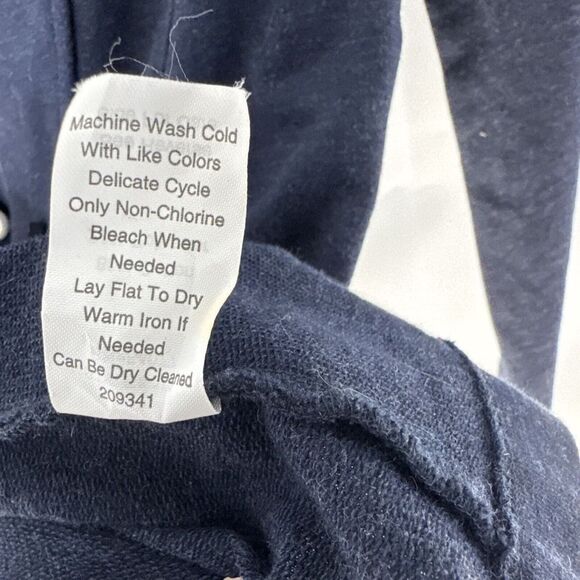 Machine Wash Cold
With Like Colors
Delicate Cycle
Only Non-Chlorine
Bleach When
Needed
Lay Flat To Dry
Warm Iron If
Needed
Can Be Dry Cleaned
209341